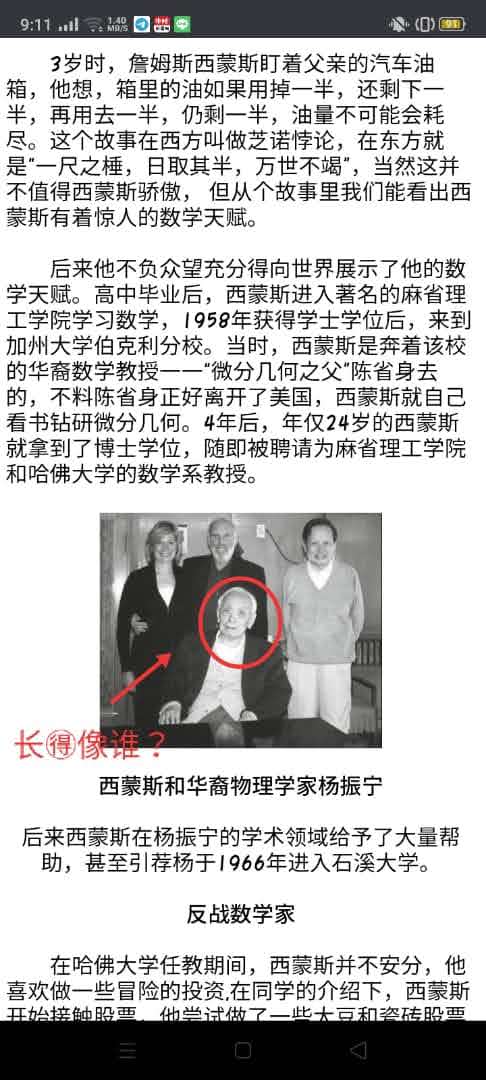 9:11 1.40 MB/S 91
3岁时，詹姆斯西蒙斯盯着父亲的汽车油
箱，他想，箱里的油如果用掉一半，还剩下一
半，再用去一半，仍剩一半，油量不可能会耗
尽。这个故事在西方叫做芝诺悖论，在东方就
是“一尺之棰，日取其半，万世不竭”，当然这并
不值得西蒙斯骄傲， 但从个故事里我们能看出西
蒙斯有着惊人的数学天赋。
后来他不负众望充分得向世界展示了他的数
学天赋。高中毕业后，西蒙斯进入著名的麻省理
工学院学习数学，1958年获得学士学位后，来到
加州大学伯克利分校。当时，西蒙斯是奔着该校
的华裔数学教授一一“微分几何之父”陈省身去
的，不料陈省身正好离开了美国，西蒙斯就自己
看书钻研微分几何。4年后，年仅24岁的西蒙斯
就拿到了博士学位，随即被聘请为麻省理工学院
和哈佛大学的数学系教授。
长得像谁？
西蒙斯和华裔物理学家杨振宁
后来西蒙斯在杨振宁的学术领域给予了大量帮
助，甚至引荐杨于1966年进入石溪大学。
反战数学家
在哈佛大学任教期间，西蒙斯并不安分，他
喜欢做一些冒险的投资,在同学的介绍下，西蒙斯
开始接触股票，他尝试做了一些大豆和瓷砖股票